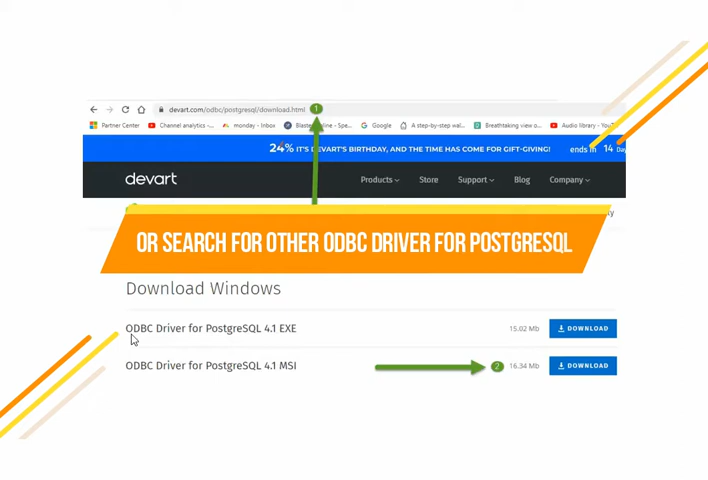 devart.com/odbc/postgresql/download.html
1
Partner Center
Channel analytics -...
monday - Inbox
Google
A step-by-step wal...
Breathtaking view o
24% IT'S DEVART'S BIRTHDAY, AND THE TIME HAS COME FOR GIFT-GIVING! ends in 14
devart
Products Store Support Blog Company
OR SEARCH FOR OTHER ODBC DRIVER FOR POSTGRESQL
Download Windows
ODBC Driver for PostgreSQL 4.1 EXE 15.02 Mb DOWNLOAD
ODBC Driver for PostgreSQL 4.1 MSI 2 16.34 Mb DOWNLOAD